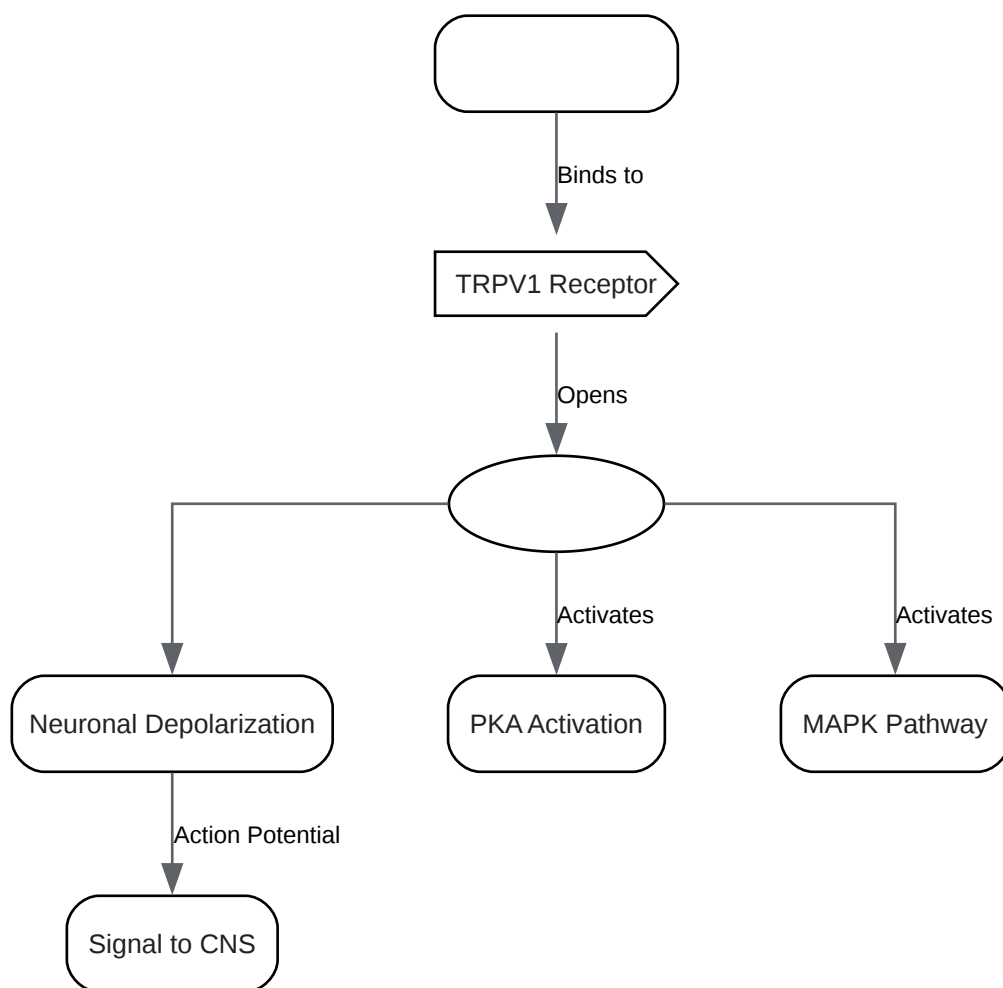 Binds to
TRPV1 Receptor
Opens
Activates
Activates
Neuronal Depolarization
PKA Activation
MAPK Pathway
Action Potential
Signal to CNS